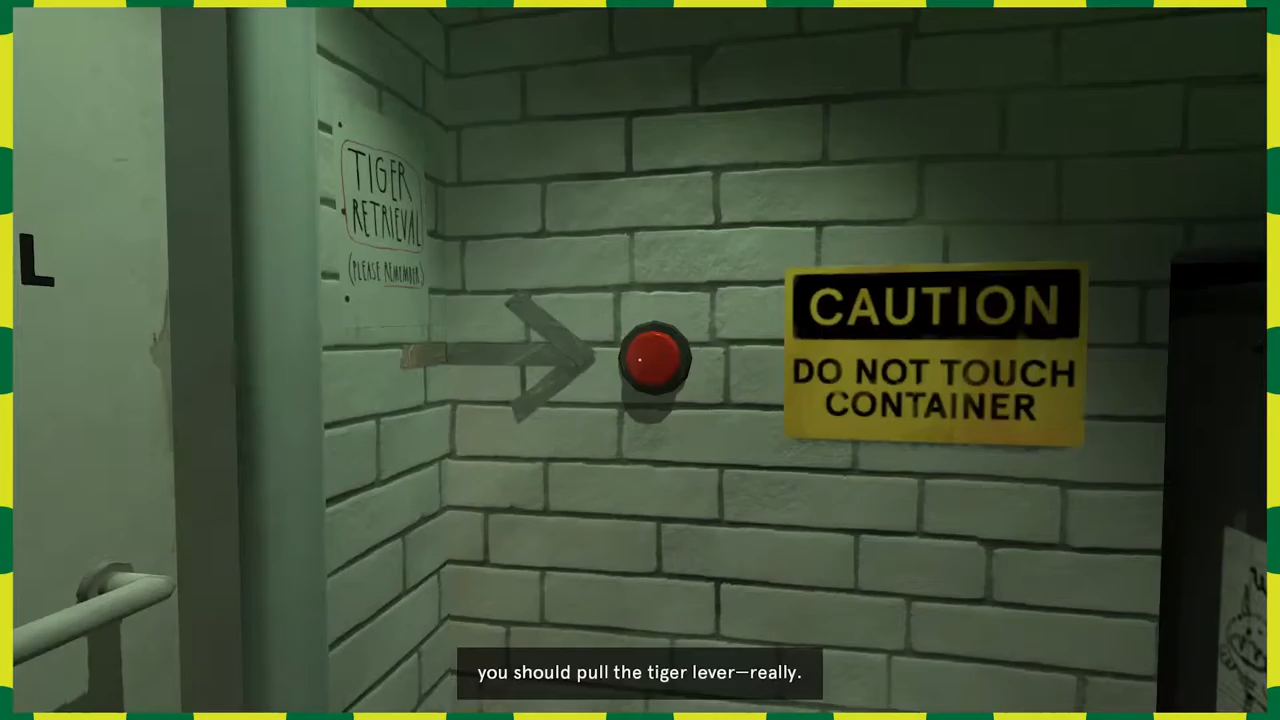 L
TIGER
RETRIEVAL
(PLEASE REMEMBER)
CAUTION
DO NOT TOUCH
CONTAINER
you should pull the tiger lever—really.